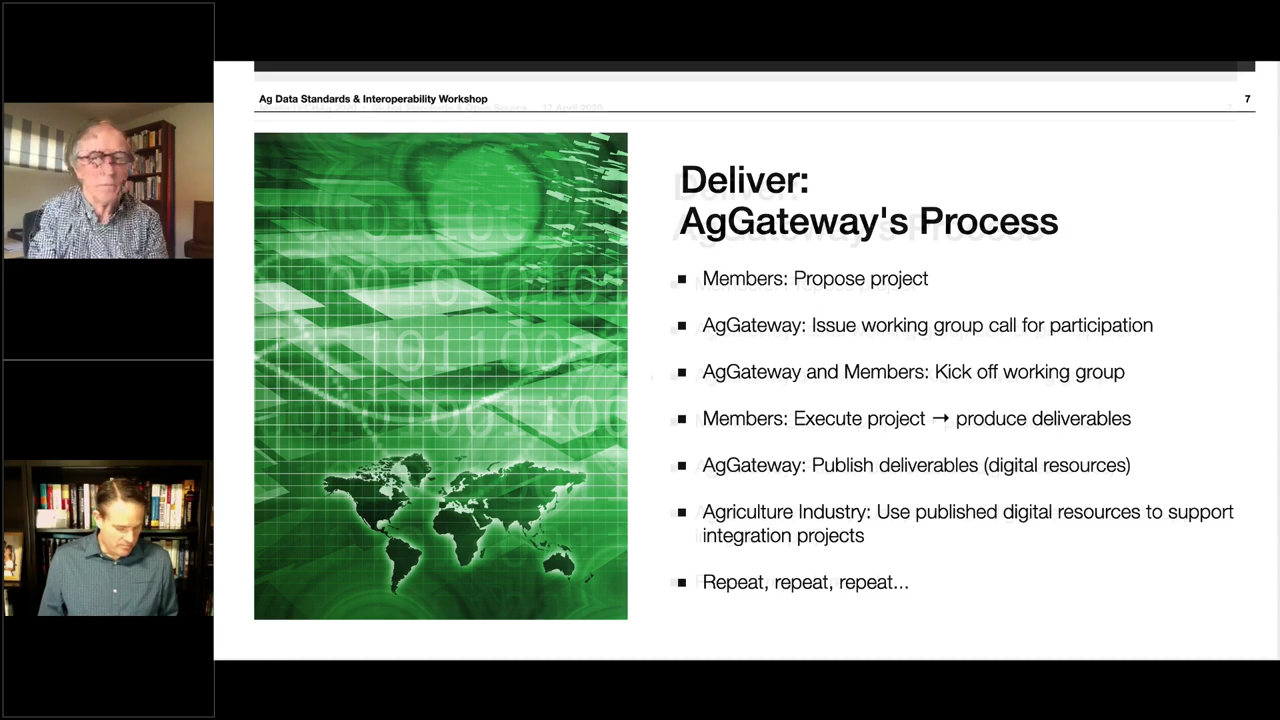 Ag Data Standards & Interoperability Workshop
7
Deliver:
AgGateway's Process
Members: Propose project
AgGateway: Issue working group call for participation
AgGateway and Members: Kick off working group
Members: Execute project → produce deliverables
AgGateway: Publish deliverables (digital resources)
Agriculture Industry: Use published digital resources to support
integration projects
Repeat, repeat, repeat...